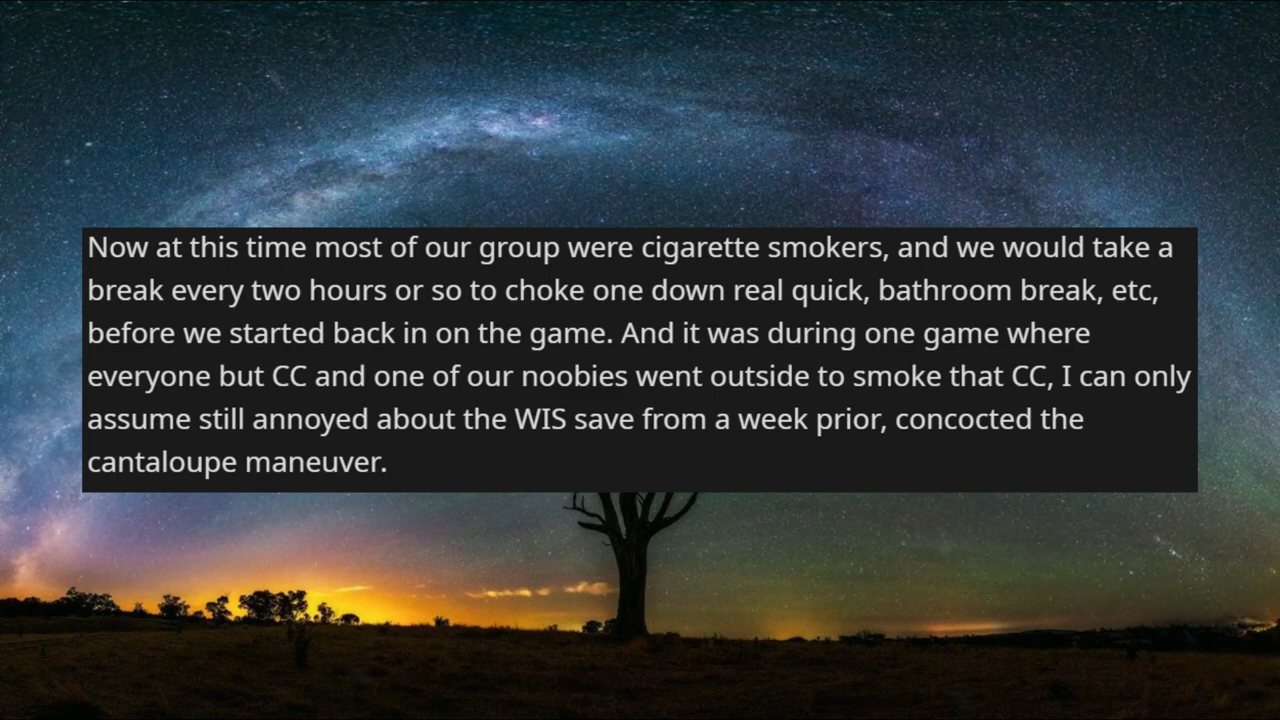 Now at this time most of our group were cigarette smokers, and we would take a
break every two hours or so to choke one down real quick, bathroom break, etc,
before we started back in on the game. And it was during one game where
everyone but CC and one of our noobies went outside to smoke that CC, I can only
assume still annoyed about the WIS save from a week prior, concocted the
cantaloupe maneuver.